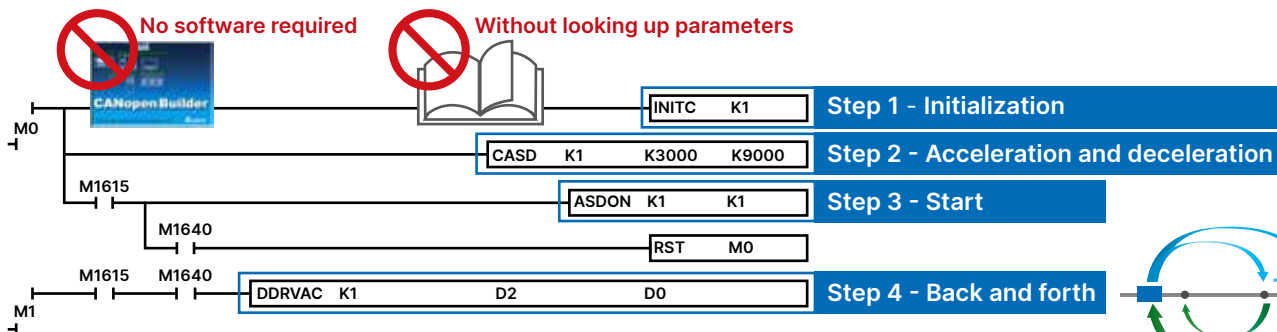 No software required
Without looking up parameters
CANopen Builder
INITC K1
Step 1 - Initialization
M0
CASD K1 K3000 K9000
Step 2 - Acceleration and deceleration
M1615
ASDON K1 K1
Step 3 - Start
M1640
RST M0
M1615 M1640
DDRVAC K1 D2 D0
Step 4 - Back and forth
M1